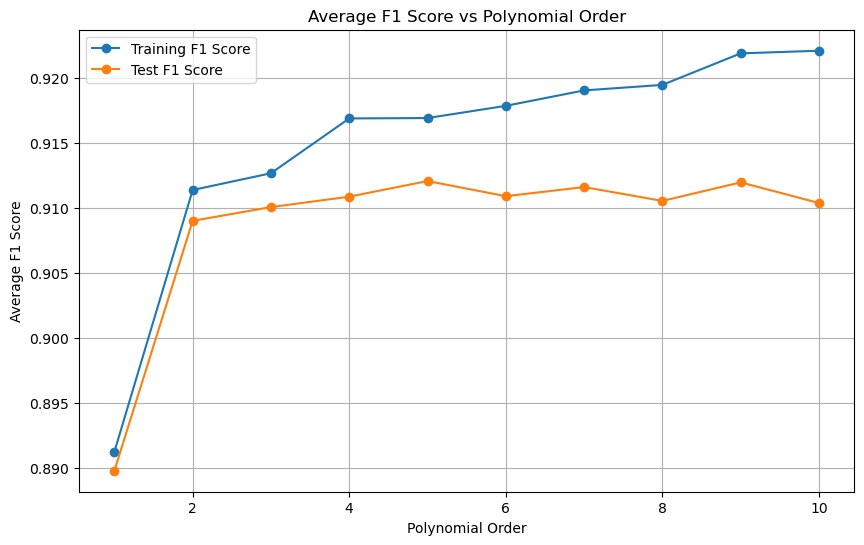 Average F1 Score vs Polynomial Order
Training F1 Score
Test F1 Score
0.920
0.915
0.910
0.905
0.900
0.895
0.890
Average F1 Score
2
4
6
8
10
Polynomial Order